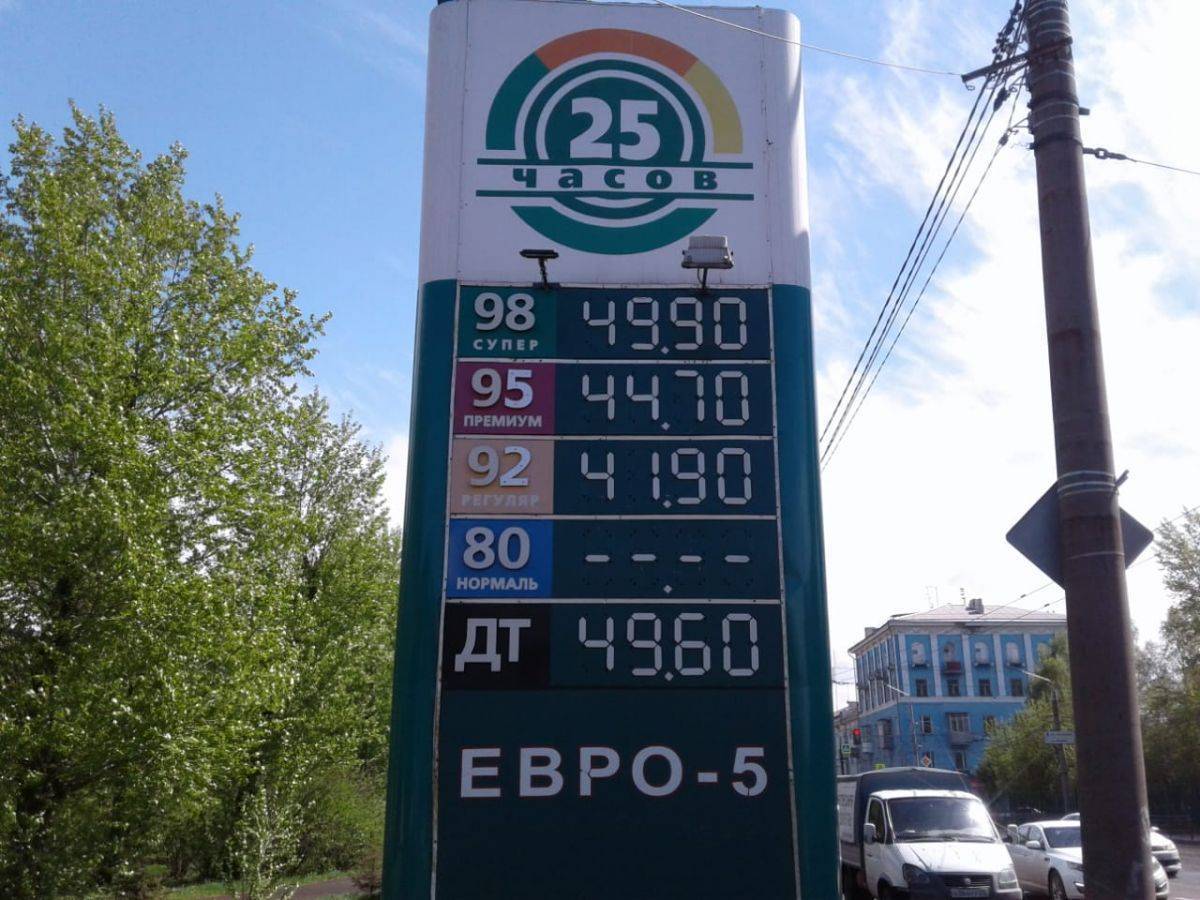 25
часов
98 49.90
СУПЕР
95 44.70
ПРЕМИУМ
92 41.90
РЕГУЛЯР
80 --.--
НОРМАЛЬ
ДТ 49.60
ЕВРО-5